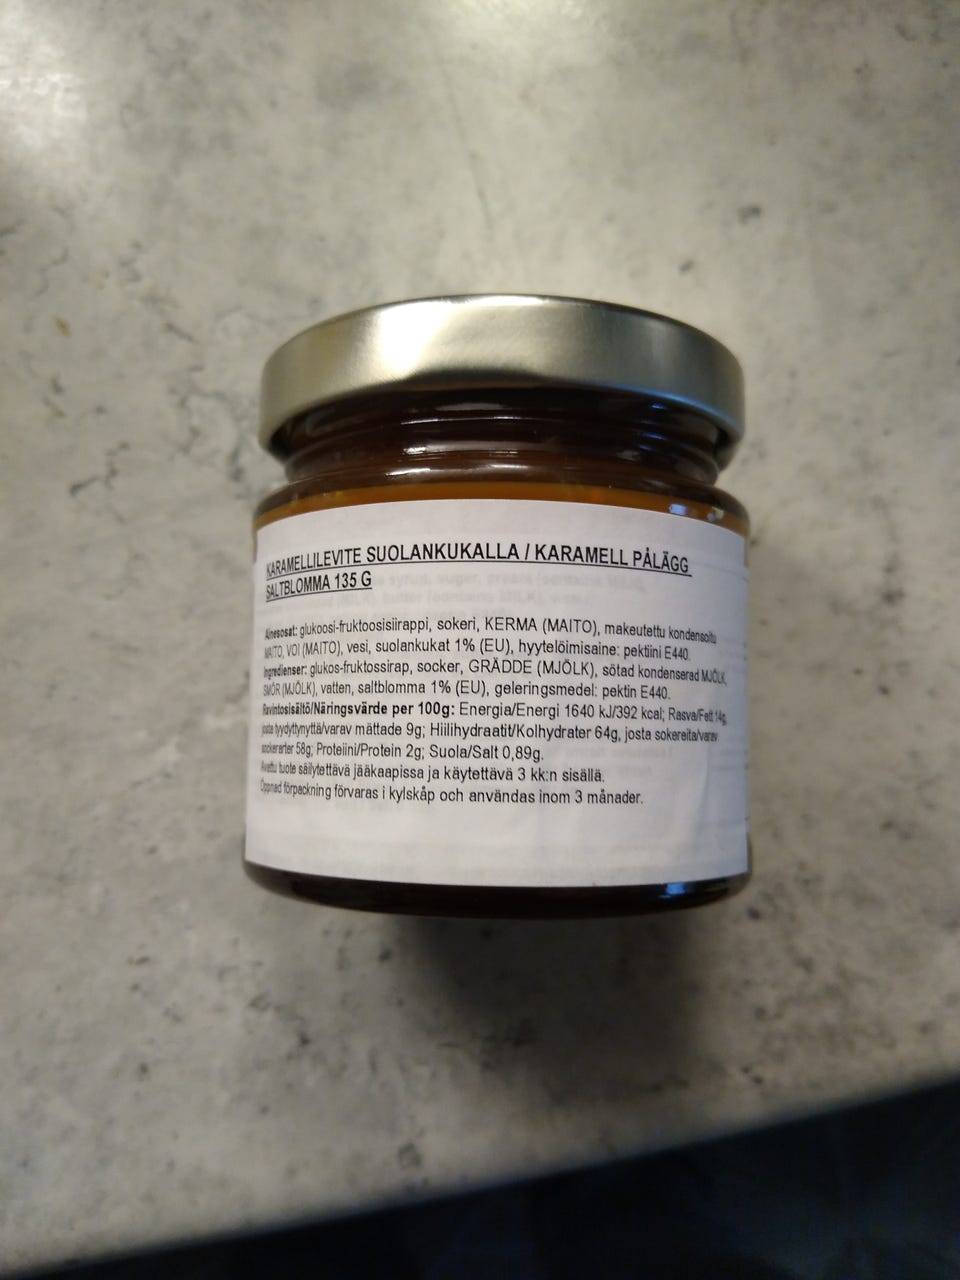 KARAMELLILEVITE SUOLANKUKALLA / KARAMELL PÅLÄGG
SALTBLOMMA 135 G
Ainesosat: glukoosi-fruktoosisiirappi, sokeri, KERMA (MAITO), makeutettu kondensoitu
MAITO, VOI (MAITO), vesi, suolankukat 1% (EU), hyytelöimisaine: pektiini E440.
Ingredienser: glukos-fruktossirap, socker, GRÄDDE (MJÖLK), sötad kondenserad MJÖLK,
SMÖR (MJÖLK), vatten, saltblomma 1% (EU), geleringsmedel: pektin E440.
Ravintosisältö/Näringsvärde per 100g: Energia/Energi 1640 kJ/392 kcal; Rasva/Fett 14g,
josta tyydyttynyttä/varav mättade 9g; Hiilihydraatit/Kolhydrater 64g, josta sokereita/varav
sockerarter 58g; Proteiini/Protein 2g; Suola/Salt 0,89g.
Avattu tuote säilytettävä jääkaapissa ja käytettävä 3 kk:n sisällä.
Öppnad förpackning förvaras i kylskåp och användas inom 3 månader.